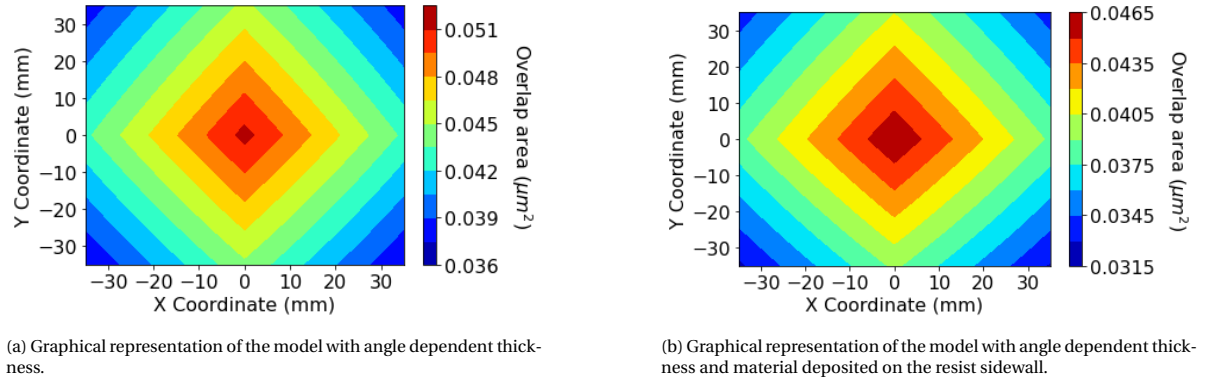 Y Coordinate (mm)
30
20
10
0
−10
−20
−30
−30 −20 −10 0 10 20 30
X Coordinate (mm)
0.051
0.048
0.045
0.042
0.039
0.036
Overlap area (μm²)
(a) Graphical representation of the model with angle dependent thick-
ness.
Y Coordinate (mm)
30
20
10
0
−10
−20
−30
−30 −20 −10 0 10 20 30
X Coordinate (mm)
0.0465
0.0435
0.0405
0.0375
0.0345
0.0315
Overlap area (μm²)
(b) Graphical representation of the model with angle dependent thick-
ness and material deposited on the resist sidewall.